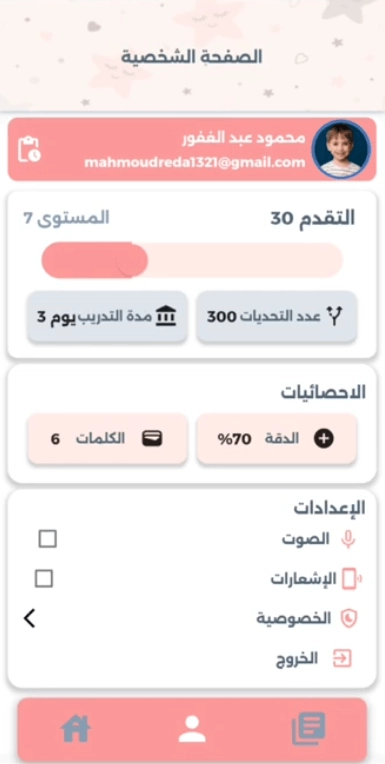 الصفحة الشخصية
محمود عبد الغفور
mahmoudreda1321@gmail.com
التقدم 30
المستوى 7
عدد التحديات 300
مدة التدريب يوم 3
الاحصائيات
الدقة 70%
الكلمات 6
الإعدادات
الصوت
الإشعارات
الخصوصية
الخروج